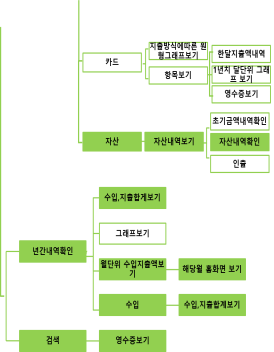 지출방식에따른 원
형그래프보기
한달지출액내역
카드
항목보기
1년치 달단위 그래
프 보기
영수증보기
초기금액내역확인
자산
자산내역보기
자산내역확인
인출
수입,지출합계보기
년간내역확인
그래프보기
월단위 수입지출액보
기
해당월 홈화면 보기
수입
수입,지출합계보기
검색
영수증보기